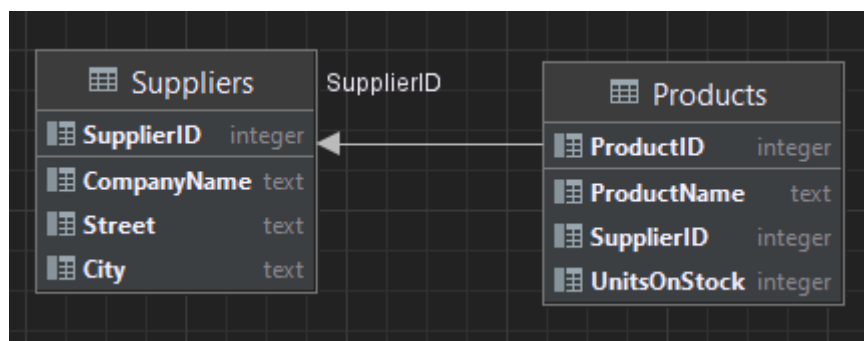 Suppliers
SupplierID integer
CompanyName text
Street text
City text
SupplierID
Products
ProductID integer
ProductName text
SupplierID integer
UnitsOnStock integer